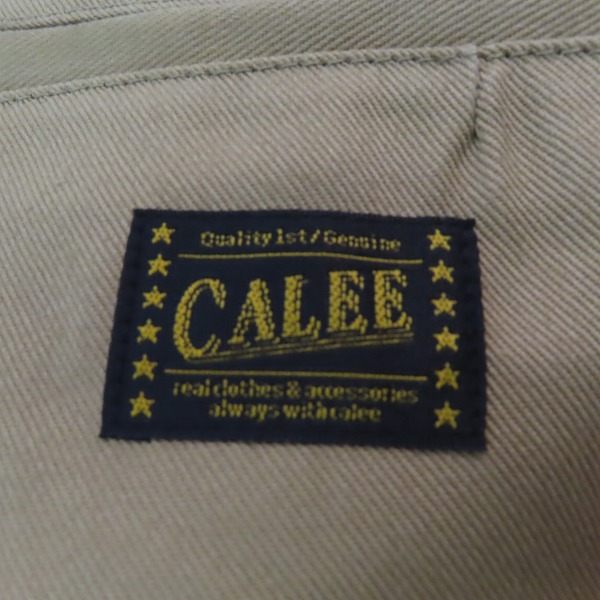 Quality 1st/Genuine
CALEE
real clothes & accessories
always with calee